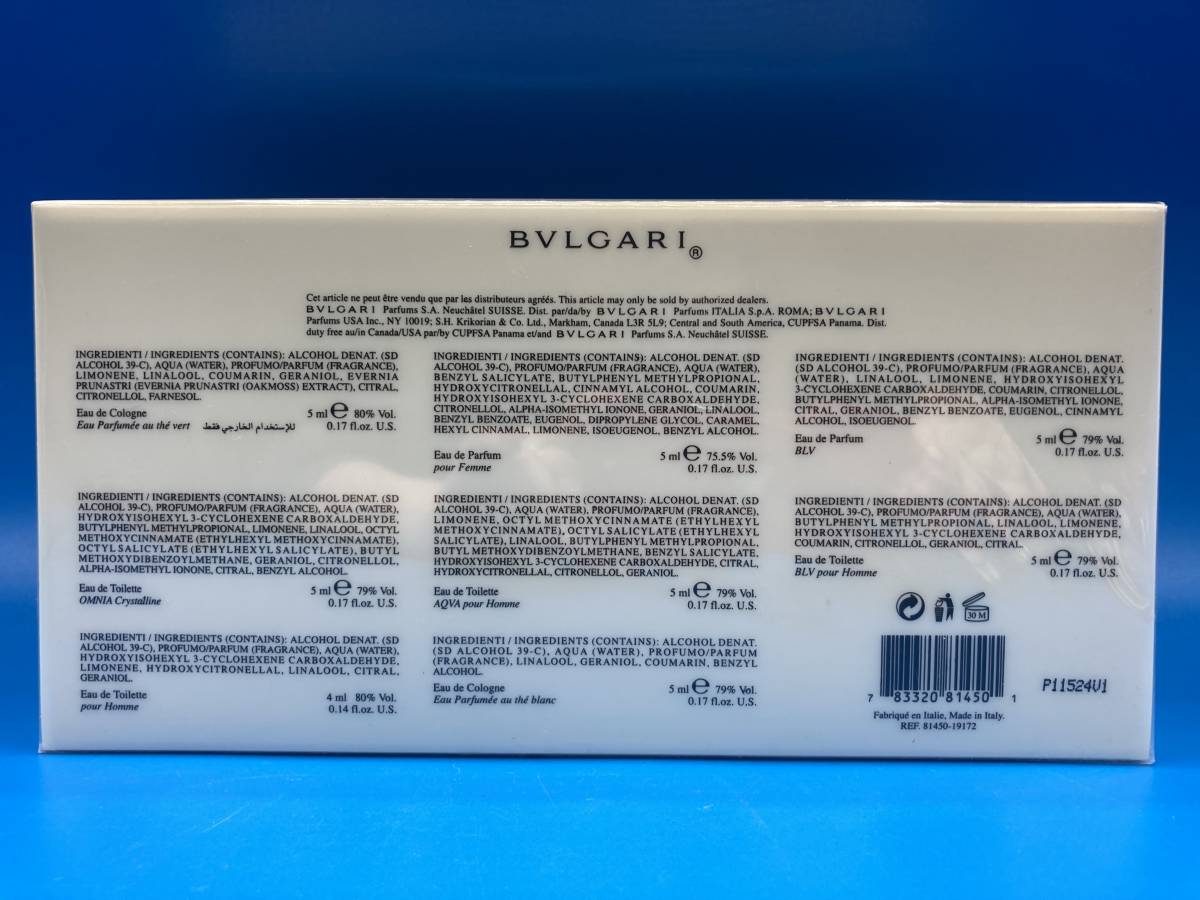 BVLGARI®
Cet article ne peut être vendu que par les distributeurs agréés. This article may only be sold by authorized dealers.
BVLGARI Parfums S.A. Neuchâtel SUISSE. Dist. par/da/by BVLGARI Parfums ITALIA S.p.A. ROMA; BVLGARI
Parfums USA Inc., NY 10019; S.H. Krikorian & Co. Ltd., Markham, Canada L3R 5L9; Central and South America, CUPFSA Panama. Dist.
duty free au/in Canada/USA par/by CUPFSA Panama et/and BVLGARI Parfums S.A. Neuchâtel SUISSE.
INGREDIENTI / INGREDIENTS (CONTAINS): ALCOHOL DENAT. (SD
ALCOHOL 39-C), AQUA (WATER), PROFUMO/PARFUM (FRAGRANCE),
LIMONENE, LINALOOL, COUMARIN, GERANIOL, EVERNIA
PRUNASTRI (EVERNIA PRUNASTRI (OAKMOSS) EXTRACT), CITRAL,
CITRONELLOL, FARNESOL.
Eau de Cologne 5 ml ℮ 80% Vol.
Eau Parfumée au thé vert للإستخدام الخارجي فقط 0.17 fl.oz. U.S.
INGREDIENTI / INGREDIENTS (CONTAINS): ALCOHOL DENAT. (SD
ALCOHOL 39-C), PROFUMO/PARFUM (FRAGRANCE), AQUA (WATER),
BENZYL SALICYLATE, BUTYLPHENYL METHYLPROPIONAL,
HYDROXYCITRONELLAL, CINNAMYL ALCOHOL, COUMARIN,
HYDROXYISOHEXYL 3-CYCLOHEXENE CARBOXALDEHYDE,
CITRONELLOL, ALPHA-ISOMETHYL IONONE, GERANIOL, LINALOOL,
BENZYL BENZOATE, EUGENOL, DIPROPYLENE GLYCOL, CARAMEL,
HEXYL CINNAMAL, LIMONENE, ISOEUGENOL, BENZYL ALCOHOL.
Eau de Parfum 5 ml ℮ 75.5% Vol.
pour Femme 0.17 fl.oz. U.S.
INGREDIENTI / INGREDIENTS (CONTAINS): ALCOHOL DENAT.
(SD ALCOHOL 39-C), PROFUMO/PARFUM (FRAGRANCE), AQUA
(WATER), LINALOOL, LIMONENE, HYDROXYISOHEXYL
3-CYCLOHEXENE CARBOXALDEHYDE, COUMARIN, CITRONELLOL,
BUTYLPHENYL METHYLPROPIONAL, ALPHA-ISOMETHYL IONONE,
CITRAL, GERANIOL, BENZYL BENZOATE, EUGENOL, CINNAMYL
ALCOHOL, ISOEUGENOL.
Eau de Parfum 5 ml ℮ 79% Vol.
BLV 0.17 fl.oz. U.S.
INGREDIENTI / INGREDIENTS (CONTAINS): ALCOHOL DENAT. (SD
ALCOHOL 39-C), PROFUMO/PARFUM (FRAGRANCE), AQUA (WATER),
HYDROXYISOHEXYL 3-CYCLOHEXENE CARBOXALDEHYDE,
BUTYLPHENYL METHYLPROPIONAL, LIMONENE, LINALOOL, OCTYL
METHOXYCINNAMATE (ETHYLHEXYL METHOXYCINNAMATE),
OCTYL SALICYLATE (ETHYLHEXYL SALICYLATE), BUTYL
METHOXYDIBENZOYLMETHANE, GERANIOL, CITRONELLOL,
ALPHA-ISOMETHYL IONONE, CITRAL, BENZYL ALCOHOL.
Eau de Toilette 5 ml ℮ 79% Vol.
OMNIA Crystalline 0.17 fl.oz. U.S.
INGREDIENTI / INGREDIENTS (CONTAINS): ALCOHOL DENAT. (SD
ALCOHOL 39-C), AQUA (WATER), PROFUMO/PARFUM (FRAGRANCE),
LIMONENE, OCTYL METHOXYCINNAMATE (ETHYLHEXYL
METHOXYCINNAMATE), OCTYL SALICYLATE (ETHYLHEXYL
SALICYLATE), LINALOOL, BUTYLPHENYL METHYLPROPIONAL,
BUTYL METHOXYDIBENZOYLMETHANE, BENZYL SALICYLATE,
HYDROXYISOHEXYL 3-CYCLOHEXENE CARBOXALDEHYDE, CITRAL,
HYDROXYCITRONELLAL, CITRONELLOL, GERANIOL.
Eau de Toilette 5 ml ℮ 79% Vol.
AQVA pour Homme 0.17 fl.oz. U.S.
INGREDIENTI / INGREDIENTS (CONTAINS): ALCOHOL DENAT. (SD
ALCOHOL 39-C), PROFUMO/PARFUM (FRAGRANCE), AQUA (WATER),
BUTYLPHENYL METHYLPROPIONAL, LINALOOL, LIMONENE,
HYDROXYISOHEXYL 3-CYCLOHEXENE CARBOXALDEHYDE,
COUMARIN, CITRONELLOL, GERANIOL, CITRAL.
Eau de Toilette 5 ml ℮ 79% Vol.
BLV pour Homme 0.17 fl.oz. U.S.
30 M
INGREDIENTI / INGREDIENTS (CONTAINS): ALCOHOL DENAT. (SD
ALCOHOL 39-C), PROFUMO/PARFUM (FRAGRANCE), AQUA (WATER),
HYDROXYISOHEXYL 3-CYCLOHEXENE CARBOXALDEHYDE,
LIMONENE, HYDROXYCITRONELLAL, LINALOOL, CITRAL,
GERANIOL.
Eau de Toilette 4 ml 80% Vol.
pour Homme 0.14 fl.oz. U.S.
INGREDIENTI / INGREDIENTS (CONTAINS): ALCOHOL DENAT.
(SD ALCOHOL 39-C), AQUA (WATER), PROFUMO/PARFUM
(FRAGRANCE), LINALOOL, GERANIOL, COUMARIN, BENZYL
ALCOHOL.
Eau de Cologne 5 ml ℮ 79% Vol.
Eau Parfumée au thé blanc 0.17 fl.oz. U.S.
7 83320 81450 1
Fabriqué en Italie, Made in Italy.
REF. 81450-19172
P11524V1